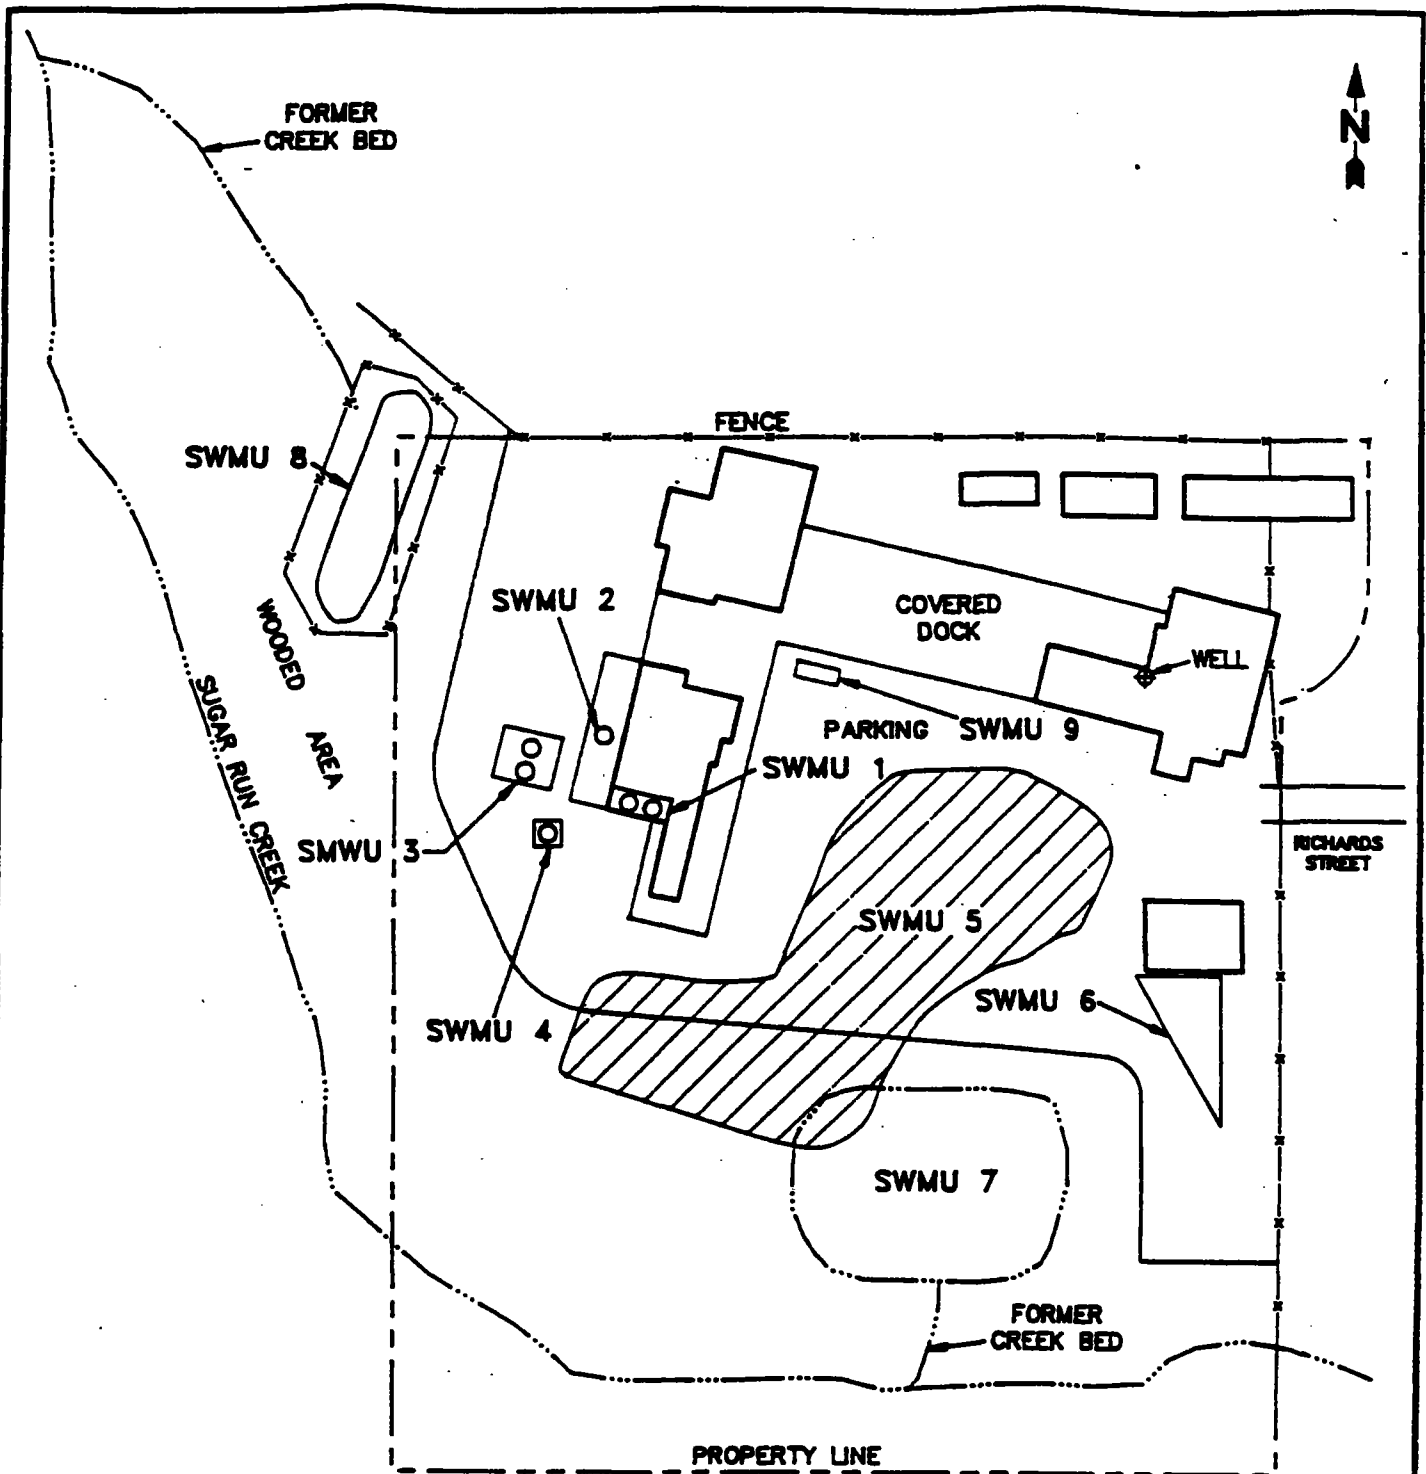 FORMER
CREEK BED
N
FENCE
SWMU 8
SWMU 2
COVERED
DOCK
WELL
WOODED AREA
SUGAR RUN CREEK
PARKING
SWMU 9
SWMU 1
SMWU 3
RICHARDS
STREET
SWMU 5
SWMU 6
SWMU 4
SWMU 7
FORMER
CREEK BED
PROPERTY LINE